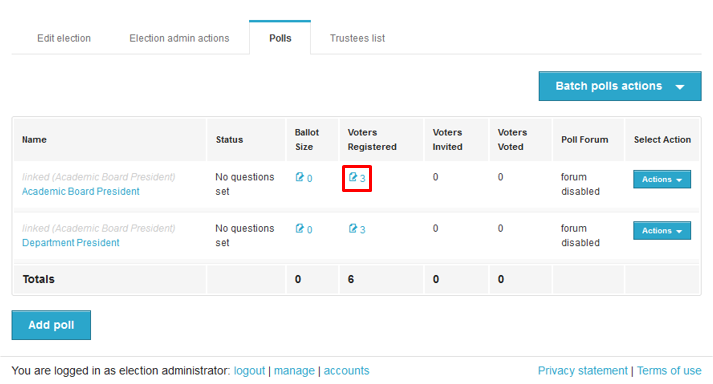 Edit election Election admin actions Polls Trustees list
Batch polls actions
Name Status Ballot Size Voters Registered Voters Invited Voters Voted Poll Forum Select Action
linked (Academic Board President)
Academic Board President No questions set 0 3 0 0 forum disabled Actions
linked (Academic Board President)
Department President No questions set 0 3 0 0 forum disabled Actions
Totals 0 6 0 0
Add poll
You are logged in as election administrator: logout | manage | accounts Privacy statement | Terms of use